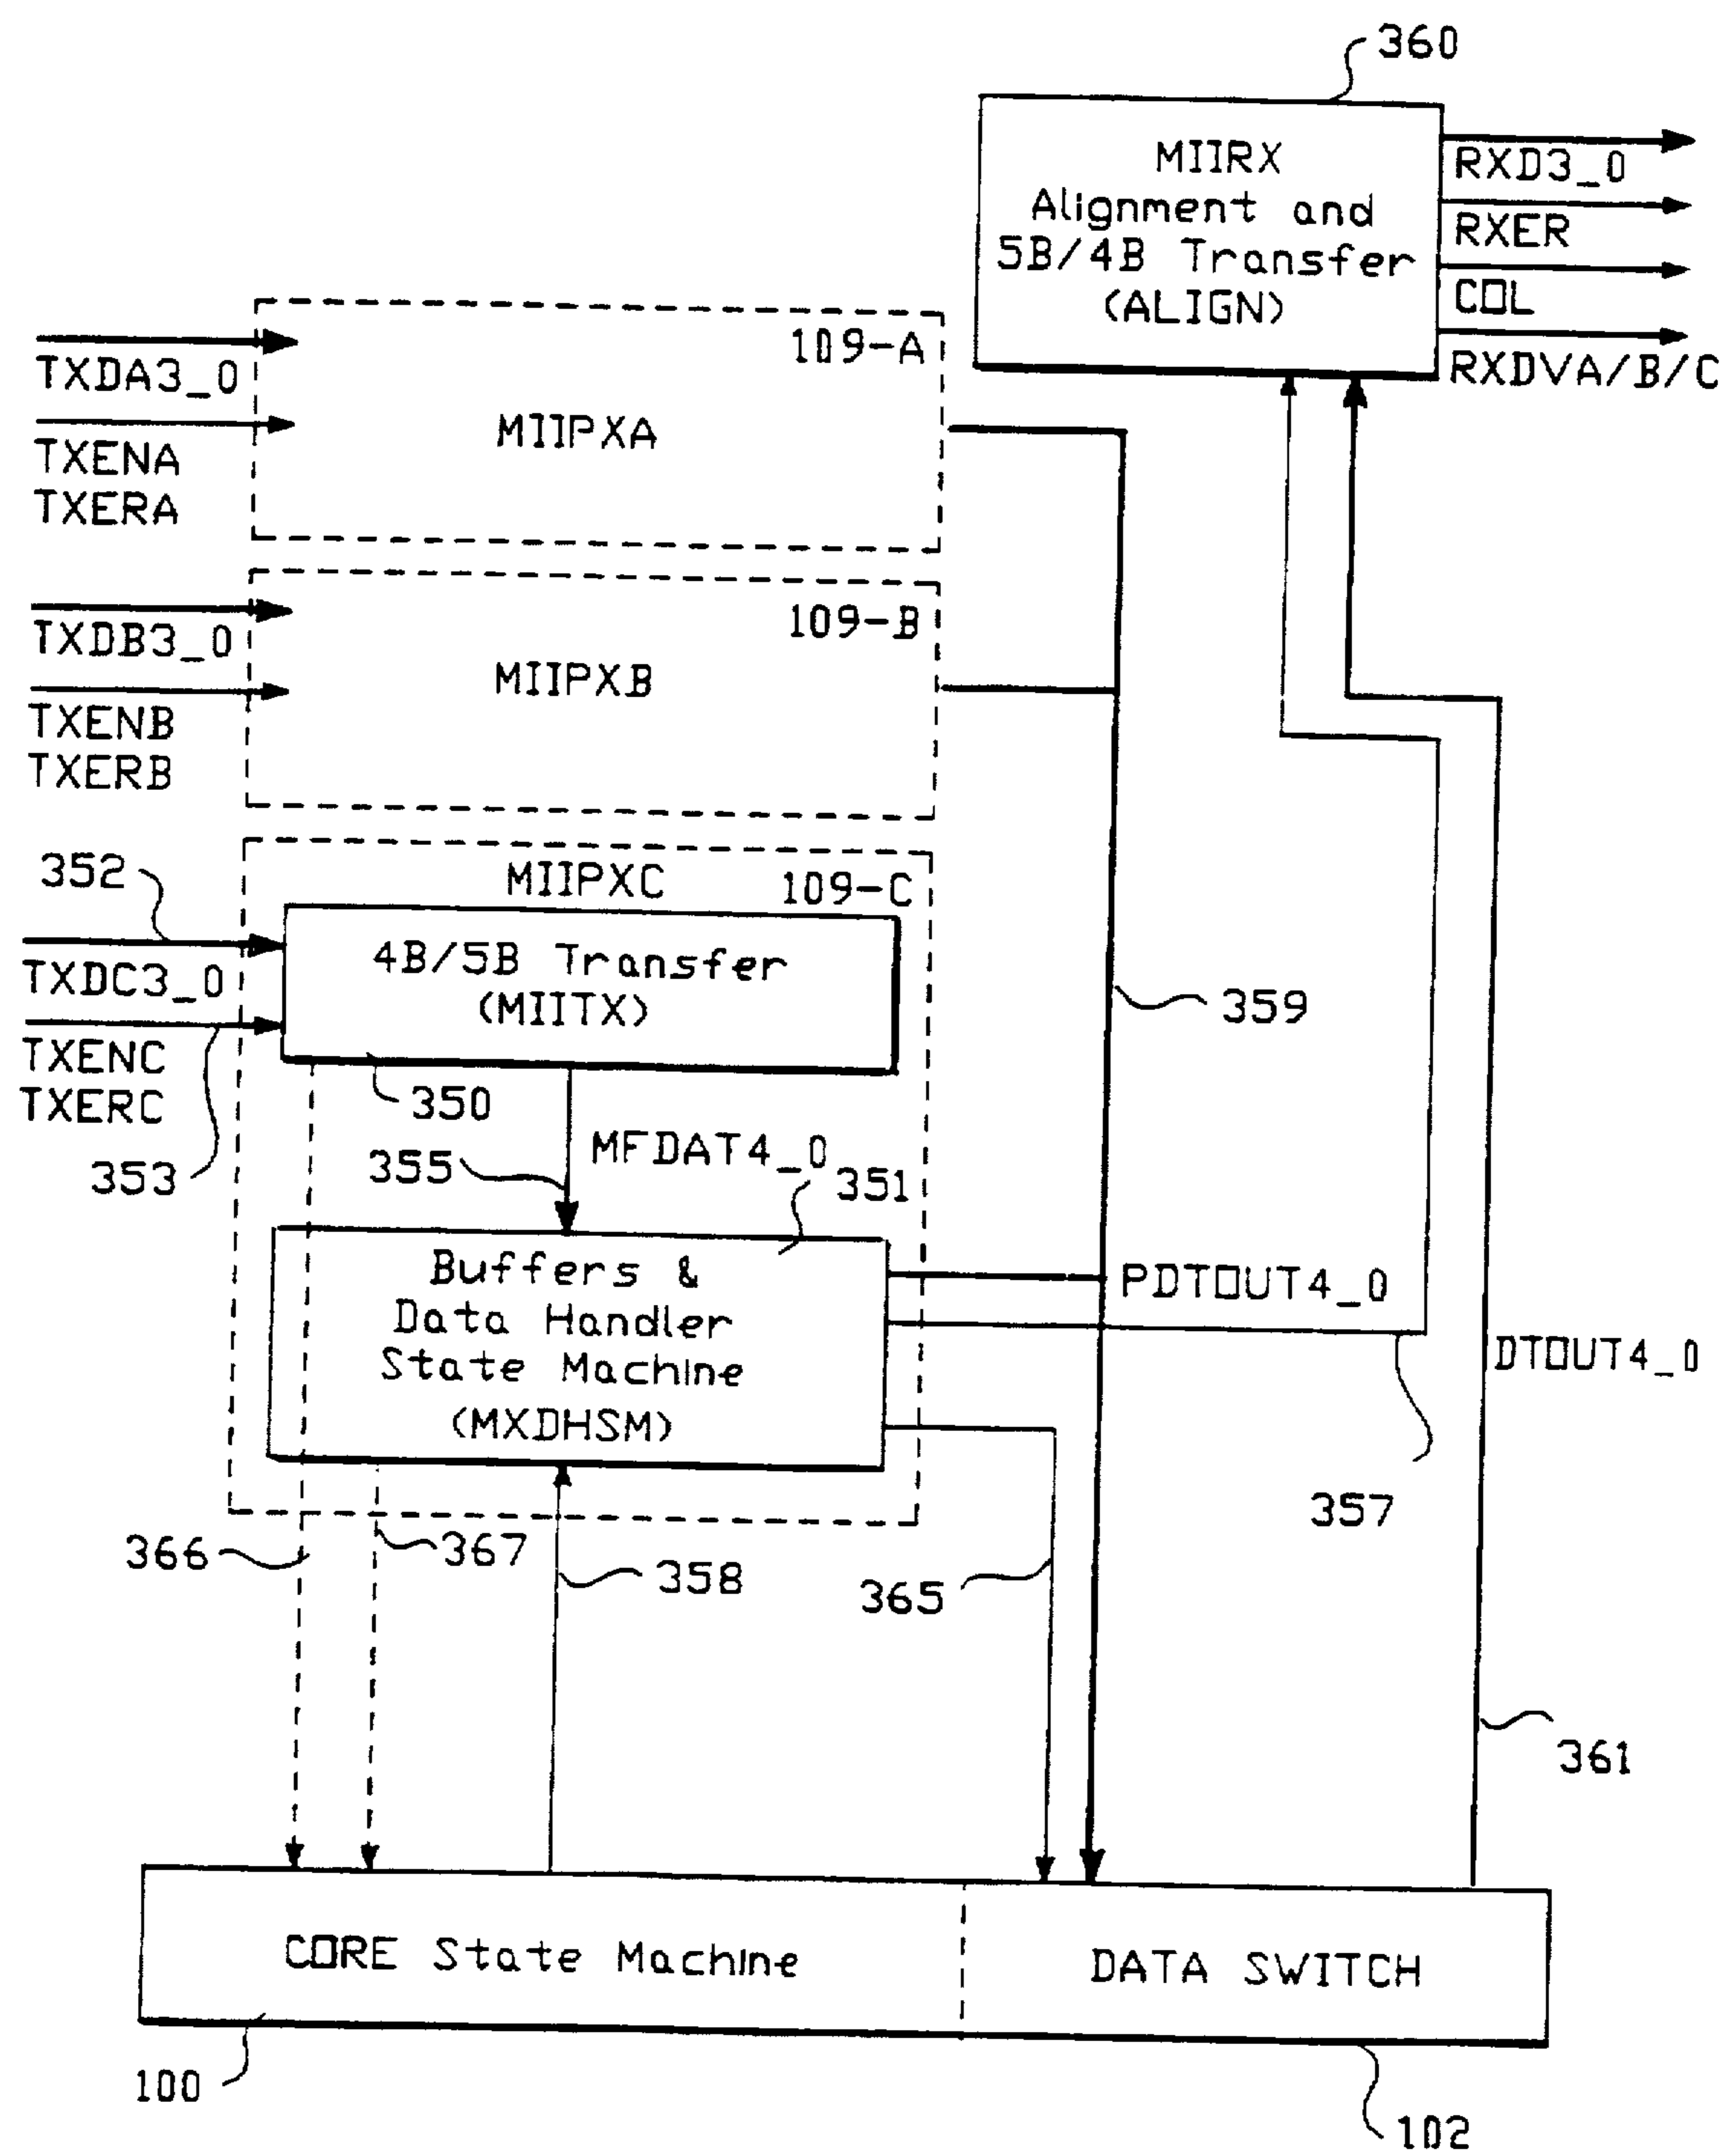 360
MIIRX
Alignment and
5B/4B Transfer
(ALIGN)
RXD3_0
RXER
COL
RXDVA/B/C
109-A
TXDA3_0
MIIPXA
TXENA
TXERA
109-B
TXDB3_0
MIIPXB
TXENB
TXERB
352
MIIPXC
109-C
4B/5B Transfer
(MIITX)
TXDC3_0
TXENC
TXERC
353
350
359
355
MFDAT4_0
351
Buffers &
Data Handler
State Machine
(MXDHSM)
PDTOUT4_0
DTOUT4_0
357
366
367
358
365
361
CORE State Machine
DATA SWITCH
100
102